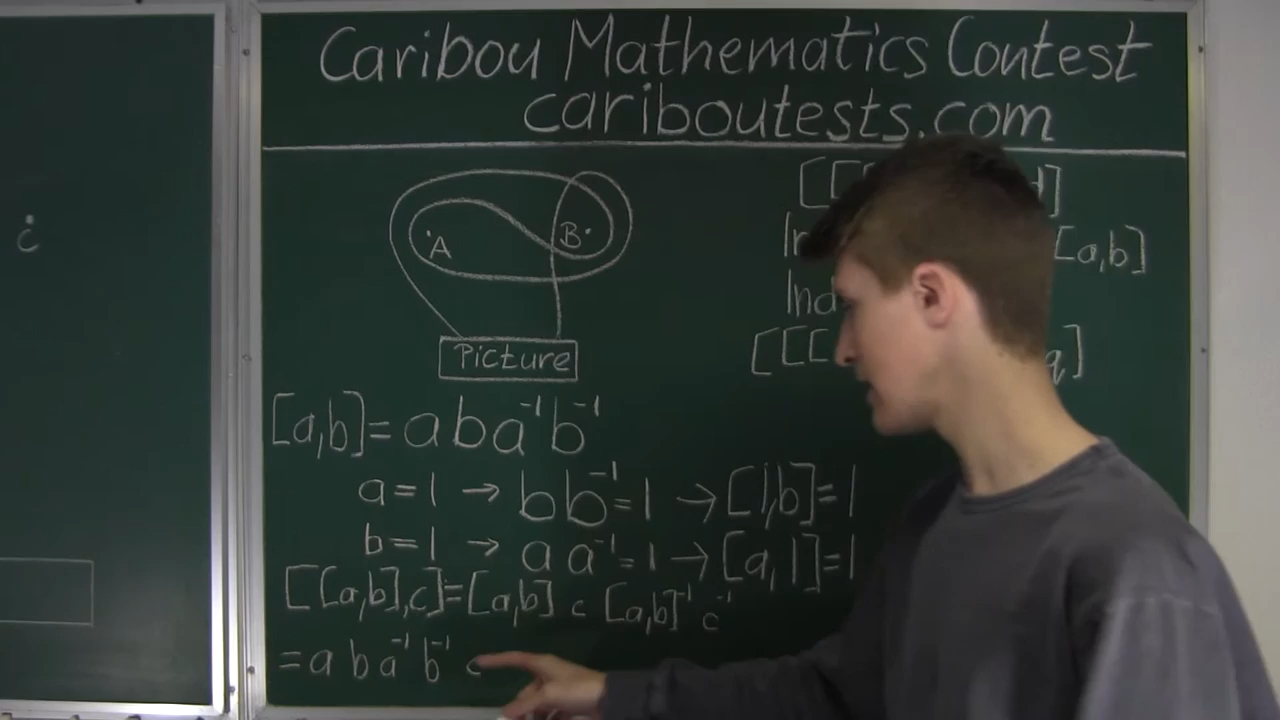 Caribou Mathematics Contest
cariboutests.com
A
B
Picture
[a,b]=aba⁻¹b⁻¹
a=1 → bb⁻¹=1 → [1,b]=1
b=1 → aa⁻¹=1 → [a,1]=1
[[a,b],c]=[a,b] c [a,b]⁻¹ c⁻¹
=a b a⁻¹ b⁻¹ c
[a,b]